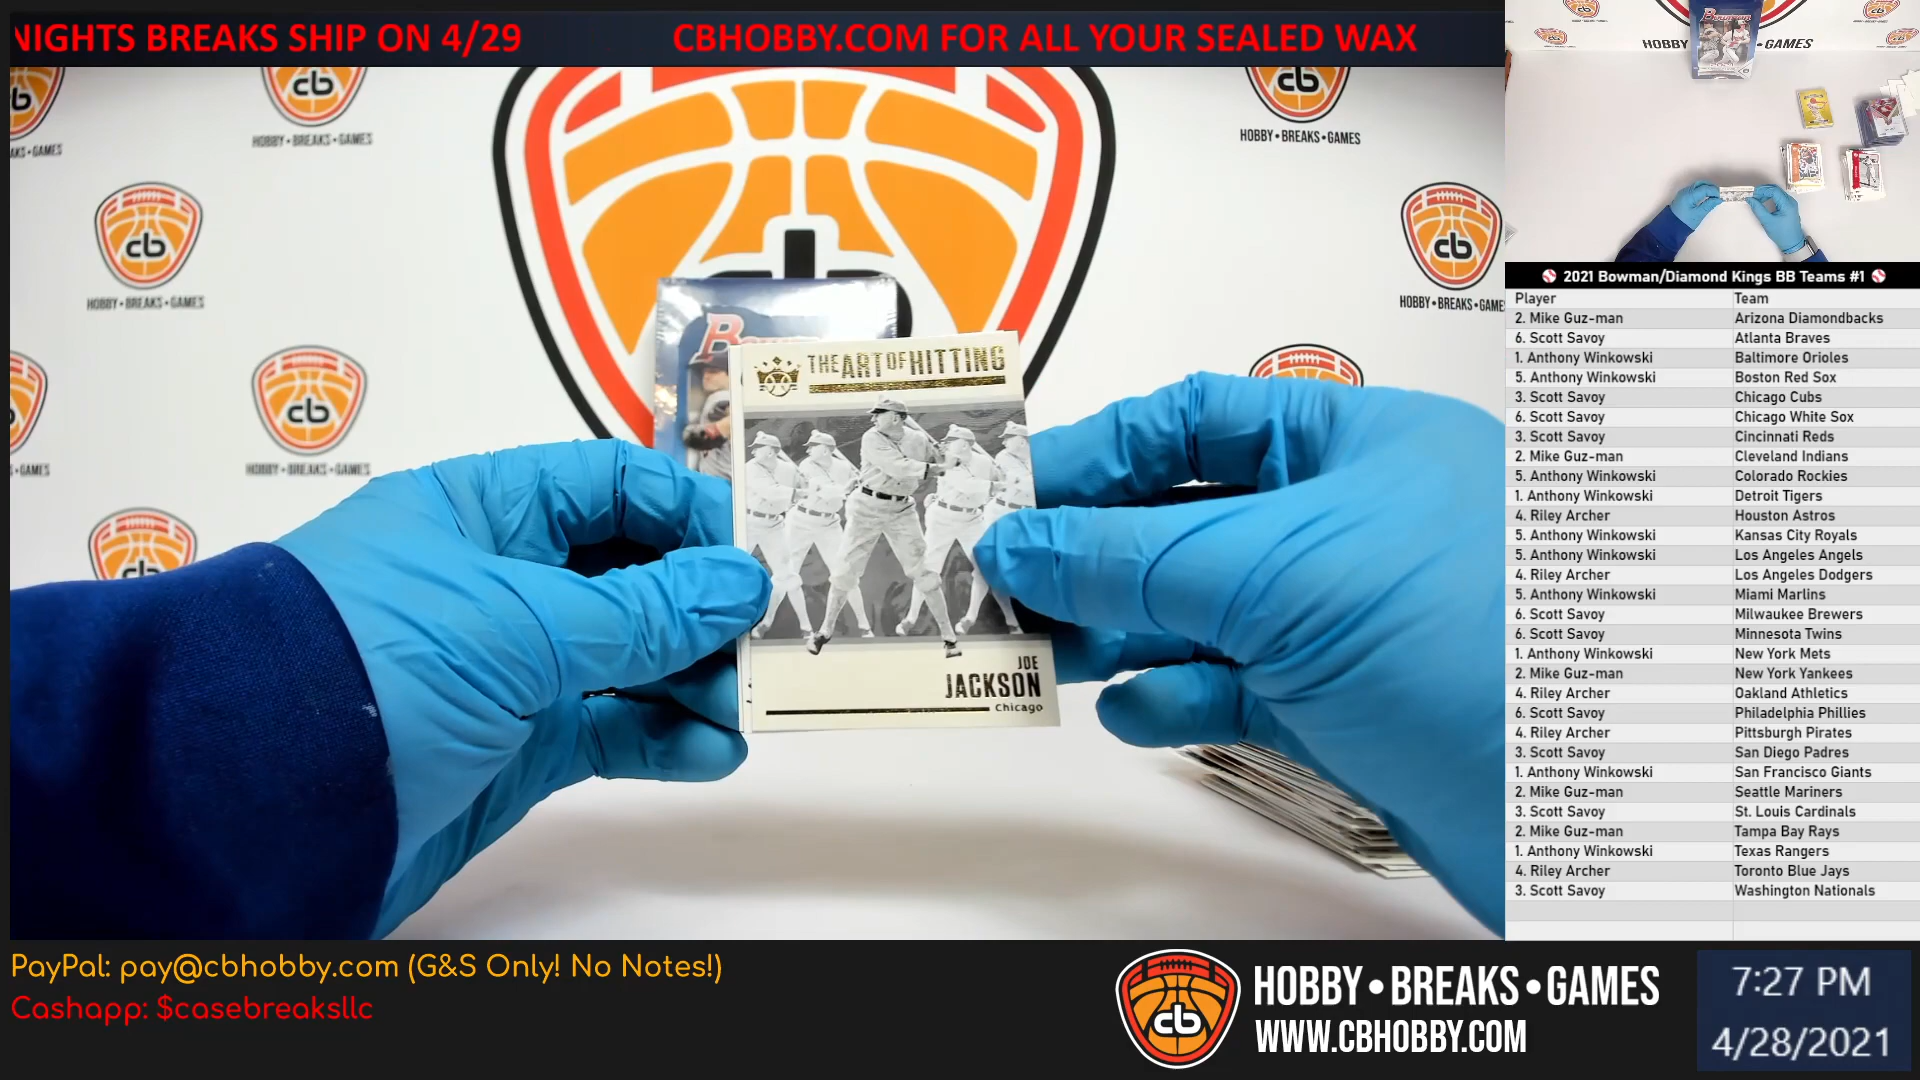 NIGHTS BREAKS SHIP ON 4/29
CBHOBBY.COM FOR ALL YOUR SEALED WAX
cb
HOBBY•BREAKS•GAMES
THE ART OF HITTING
JOE
JACKSON
Chicago
⚾ 2021 Bowman/Diamond Kings BB Teams #1 ⚾
Player Team
2. Mike Guz-man Arizona Diamondbacks
6. Scott Savoy Atlanta Braves
1. Anthony Winkowski Baltimore Orioles
5. Anthony Winkowski Boston Red Sox
3. Scott Savoy Chicago Cubs
6. Scott Savoy Chicago White Sox
3. Scott Savoy Cincinnati Reds
2. Mike Guz-man Cleveland Indians
5. Anthony Winkowski Colorado Rockies
1. Anthony Winkowski Detroit Tigers
4. Riley Archer Houston Astros
5. Anthony Winkowski Kansas City Royals
5. Anthony Winkowski Los Angeles Angels
4. Riley Archer Los Angeles Dodgers
5. Anthony Winkowski Miami Marlins
6. Scott Savoy Milwaukee Brewers
6. Scott Savoy Minnesota Twins
1. Anthony Winkowski New York Mets
2. Mike Guz-man New York Yankees
4. Riley Archer Oakland Athletics
6. Scott Savoy Philadelphia Phillies
4. Riley Archer Pittsburgh Pirates
3. Scott Savoy San Diego Padres
1. Anthony Winkowski San Francisco Giants
2. Mike Guz-man Seattle Mariners
3. Scott Savoy St. Louis Cardinals
2. Mike Guz-man Tampa Bay Rays
1. Anthony Winkowski Texas Rangers
4. Riley Archer Toronto Blue Jays
3. Scott Savoy Washington Nationals
PayPal: pay@cbhobby.com (G&S Only! No Notes!)
Cashapp: $casebreaksllc
cb
HOBBY•BREAKS•GAMES
WWW.CBHOBBY.COM
7:27 PM
4/28/2021